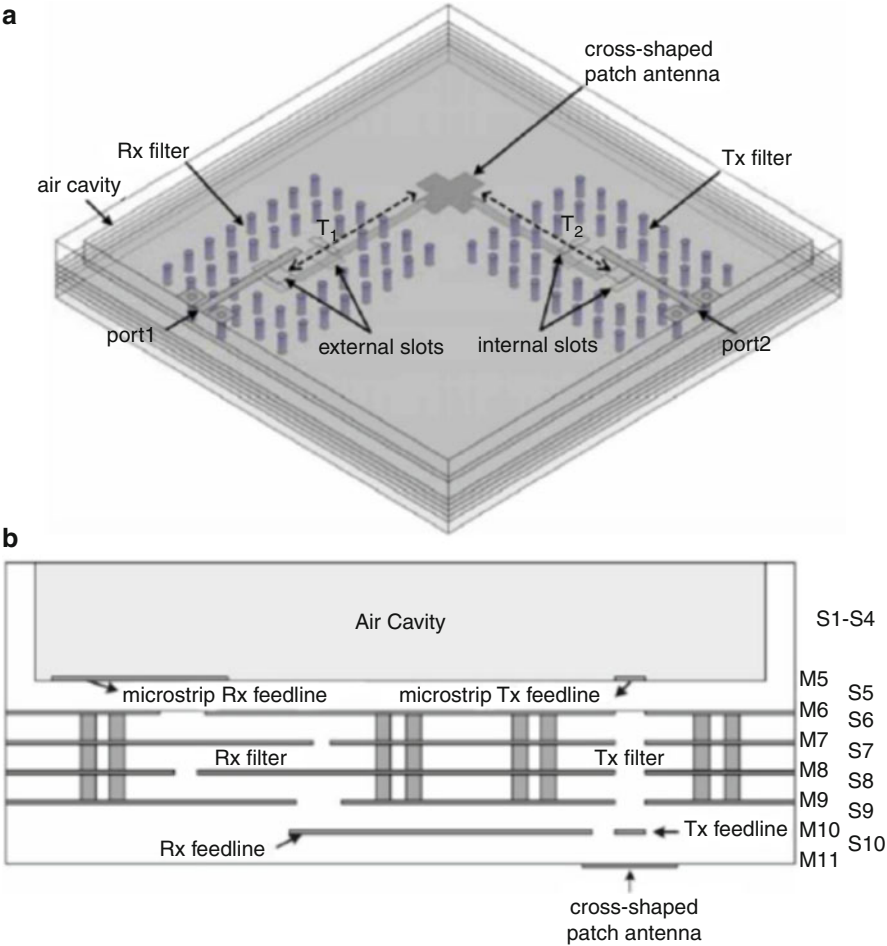 a
cross-shaped
patch antenna
Rx filter
Tx filter
air cavity
T1
T2
port1
external slots
internal slots
port2
b
Air Cavity
S1-S4
M5
microstrip Rx feedline
microstrip Tx feedline
S5
M6
S6
M7
Rx filter
Tx filter
S7
M8
S8
M9
S9
Tx feedline
M10
Rx feedline
S10
M11
cross-shaped
patch antenna